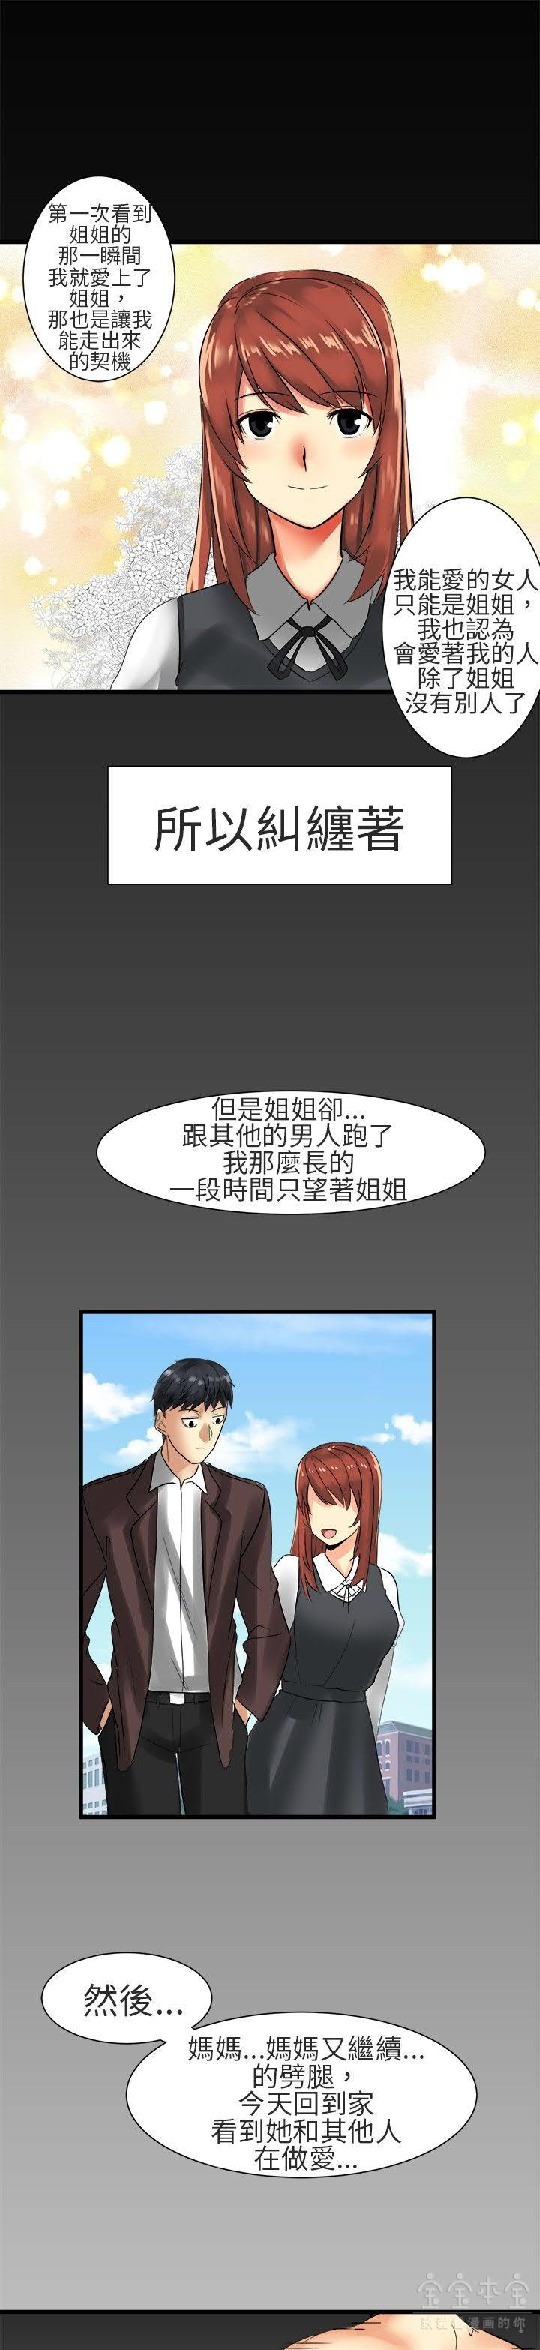 第一次看到
姐姐的
那一瞬間
我就愛上了
姐姐，
那也是讓我
能走出來
的契機
我能愛的女人
只能是姐姐，
我也認為
會愛著我的人
除了姐姐
沒有別人了
所以糾纏著
但是姐姐卻...
跟其他的男人跑了
我那麼長的
一段時間只望著姐姐
然後...
媽媽...媽媽又繼續...
的劈腿，
今天回到家
看到她和其他人
在做愛...